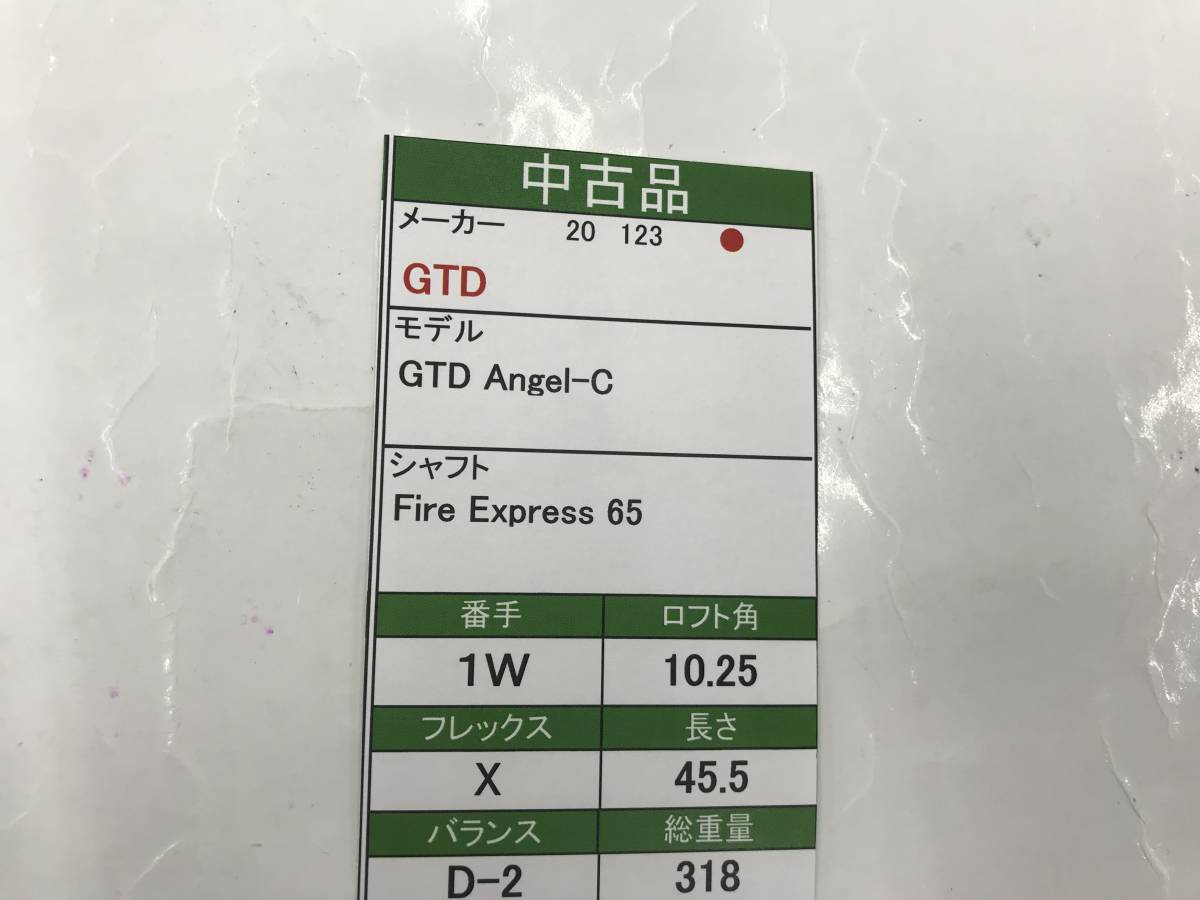 中古品
メーカー 20 123
GTD
モデル
GTD Angel-C
シャフト
Fire Express 65
番手 ロフト角
1W 10.25
フレックス 長さ
X 45.5
バランス 総重量
D-2 318